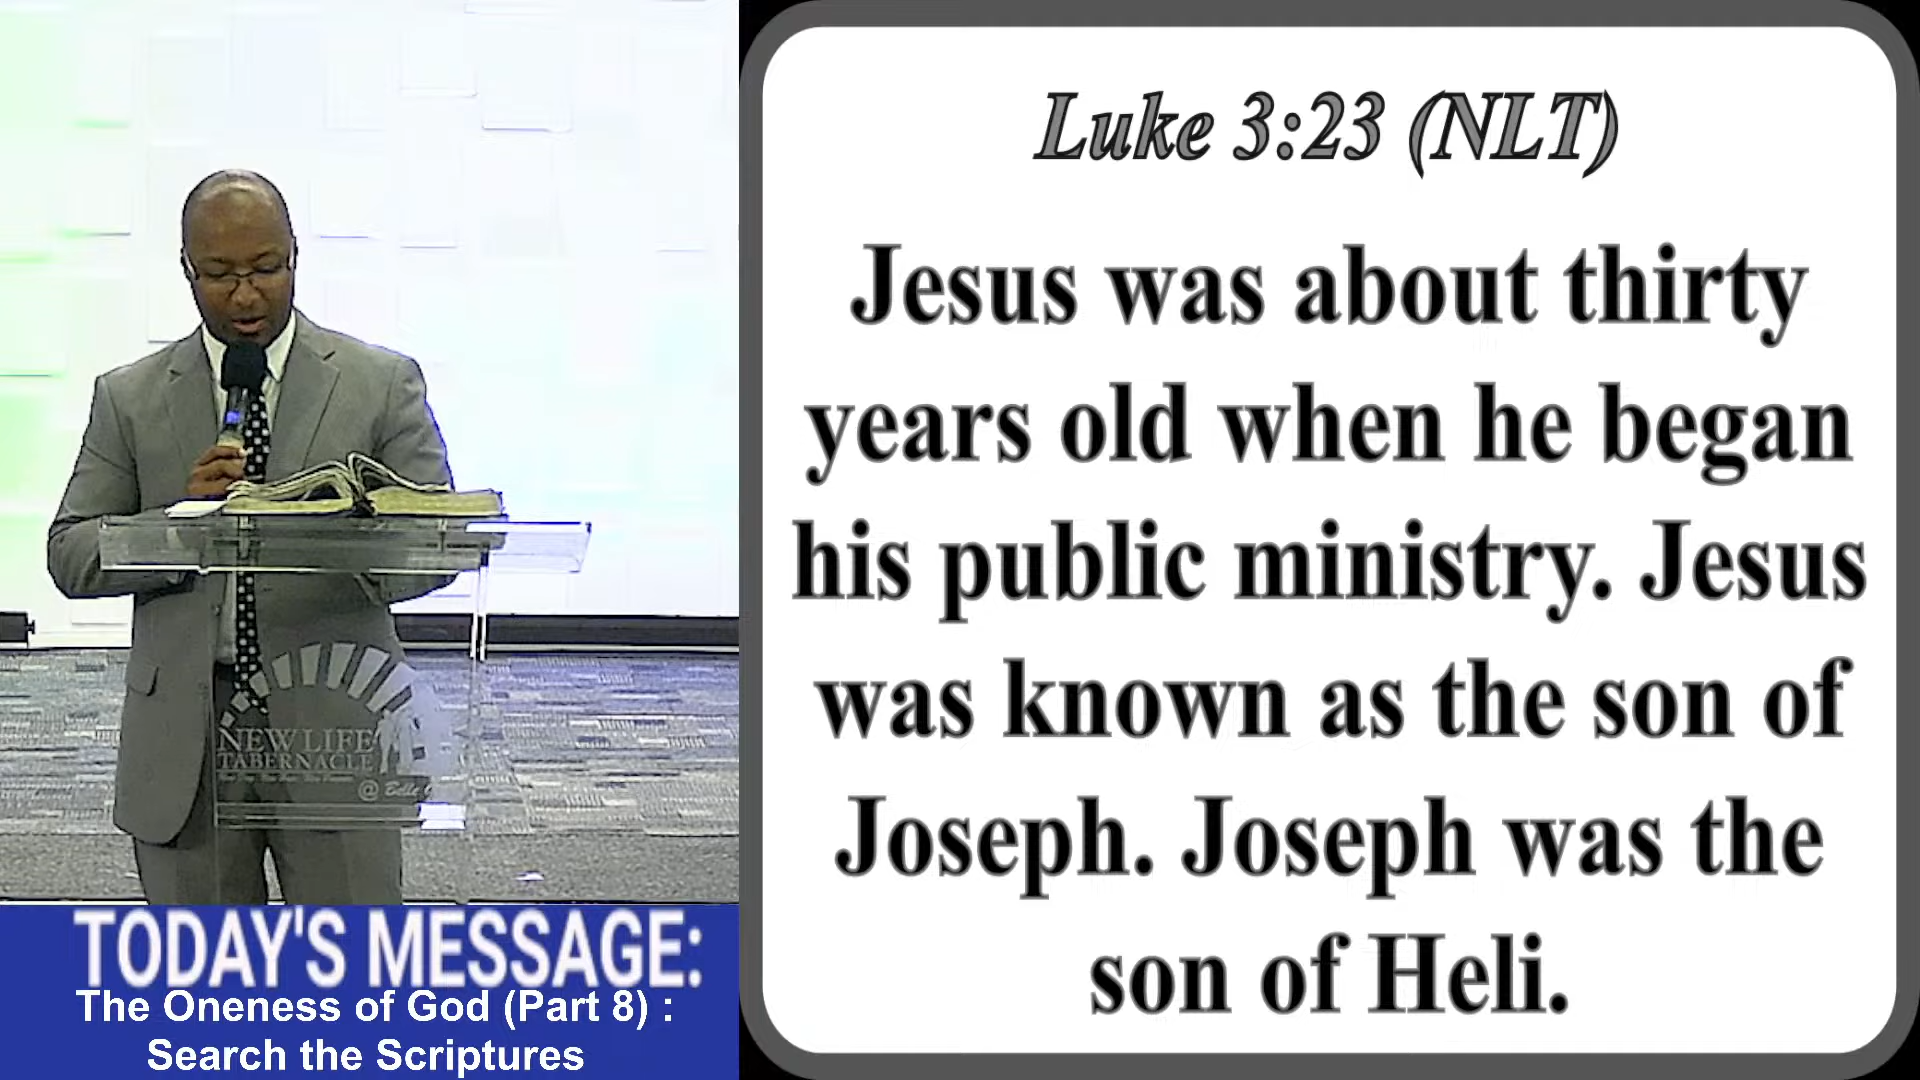 Luke 3:23 (NLT)
Jesus was about thirty
years old when he began
his public ministry. Jesus
was known as the son of
Joseph. Joseph was the
son of Heli.
NEW LIFE
TABERNACLE
@ Belle
TODAY'S MESSAGE:
The Oneness of God (Part 8) :
Search the Scriptures